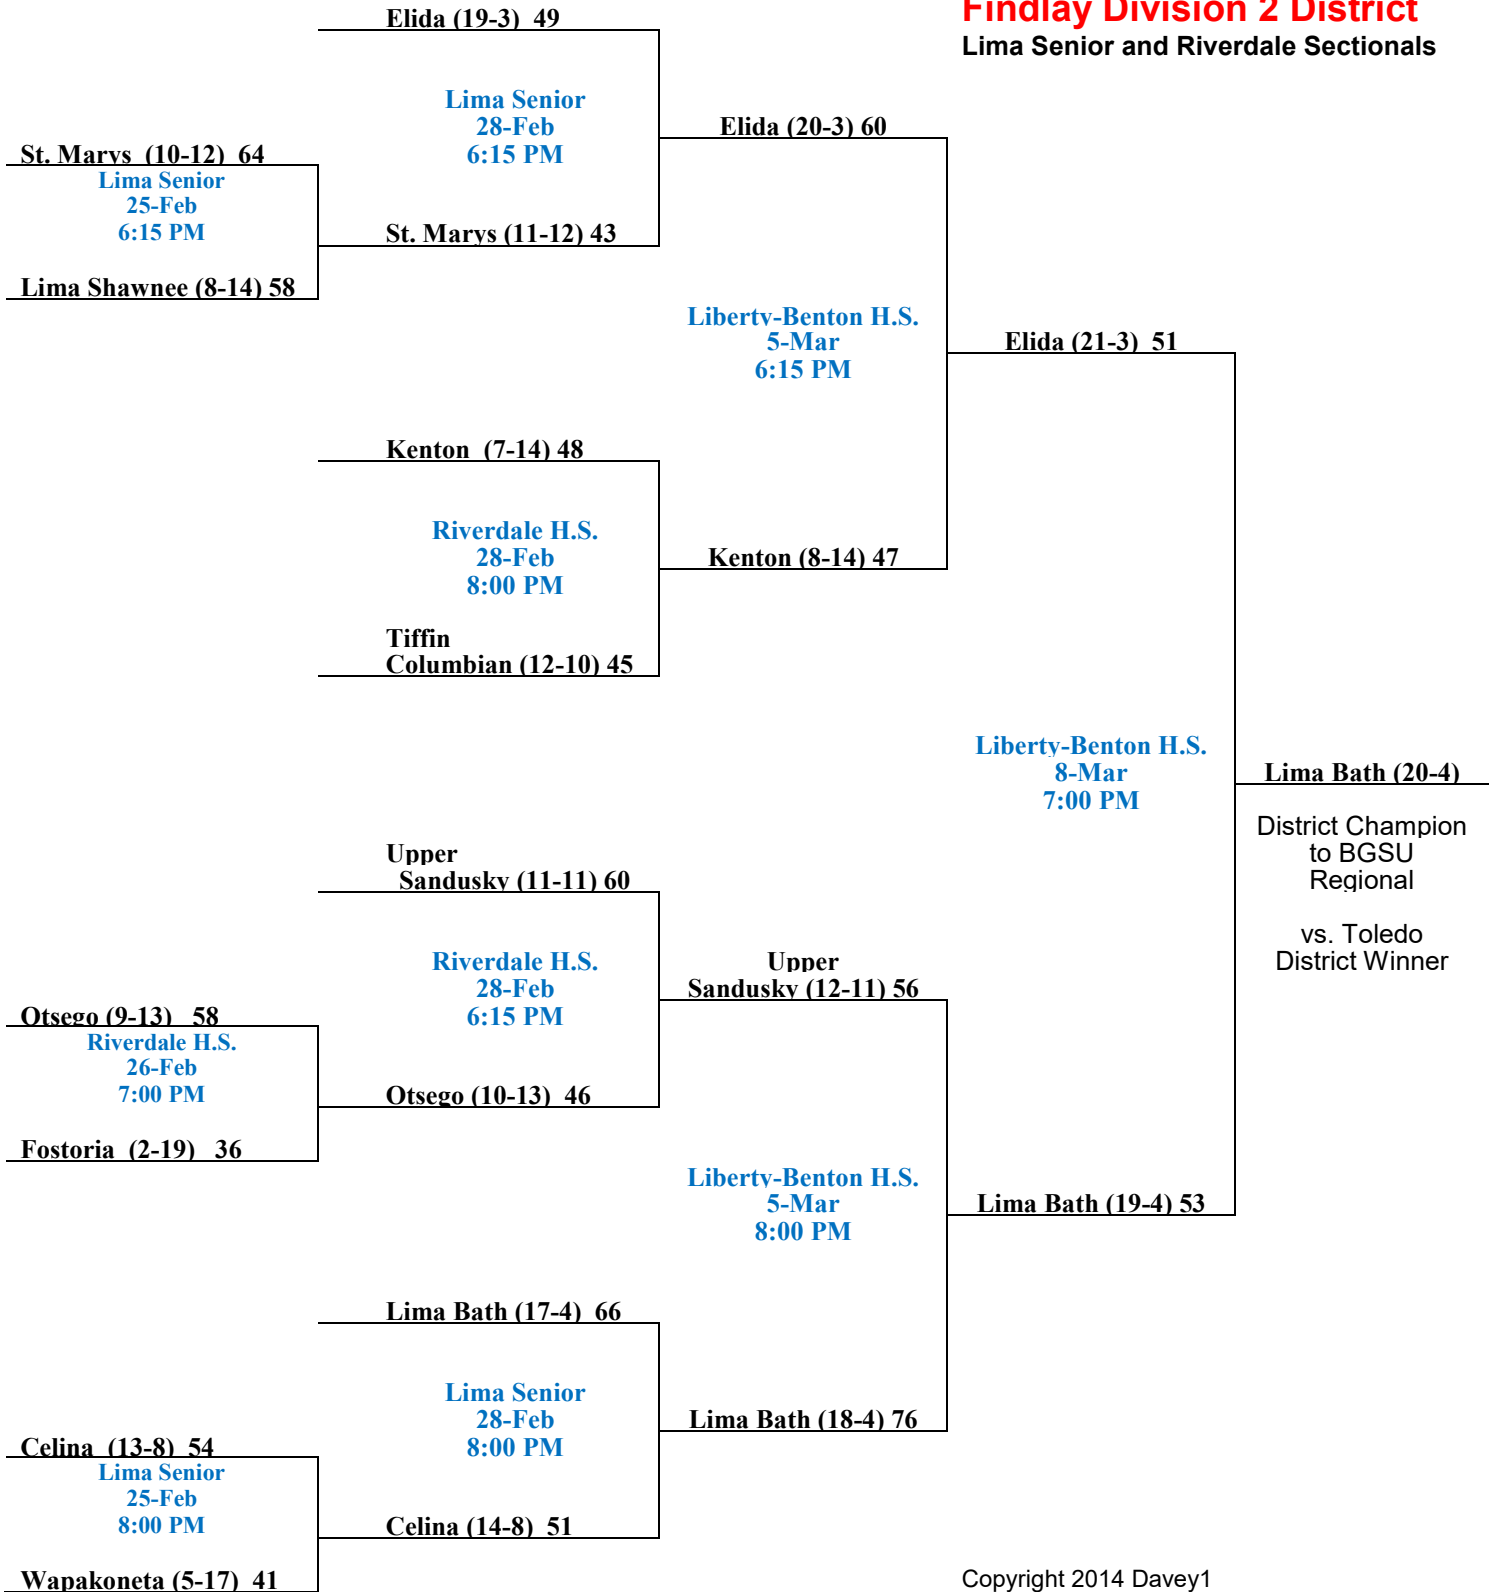 Elida (19-3)  49
Findlay Division 2 District
Lima Senior and Riverdale Sectionals
Lima Senior
28-Feb
6:15 PM
Elida (20-3) 60
St. Marys  (10-12)  64
Lima Senior
25-Feb
6:15 PM
St. Marys (11-12) 43
Lima Shawnee (8-14) 58
Liberty-Benton H.S.
5-Mar
6:15 PM
Elida (21-3)  51
Kenton  (7-14) 48
Riverdale H.S.
28-Feb
8:00 PM
Kenton (8-14) 47
Tiffin
Columbian (12-10) 45
Liberty-Benton H.S.
8-Mar
7:00 PM
Lima Bath (20-4)
District Champion
to BGSU
Regional
vs. Toledo
District Winner
Upper
Sandusky (11-11) 60
Riverdale H.S.
28-Feb
6:15 PM
Upper
Sandusky (12-11) 56
Otsego (9-13)   58
Riverdale H.S.
26-Feb
7:00 PM
Otsego (10-13)  46
Fostoria  (2-19)   36
Liberty-Benton H.S.
5-Mar
8:00 PM
Lima Bath (19-4) 53
Lima Bath (17-4)  66
Lima Senior
28-Feb
8:00 PM
Lima Bath (18-4) 76
Celina  (13-8)  54
Lima Senior
25-Feb
8:00 PM
Celina (14-8)  51
Wapakoneta (5-17)  41
Copyright 2014 Davey1